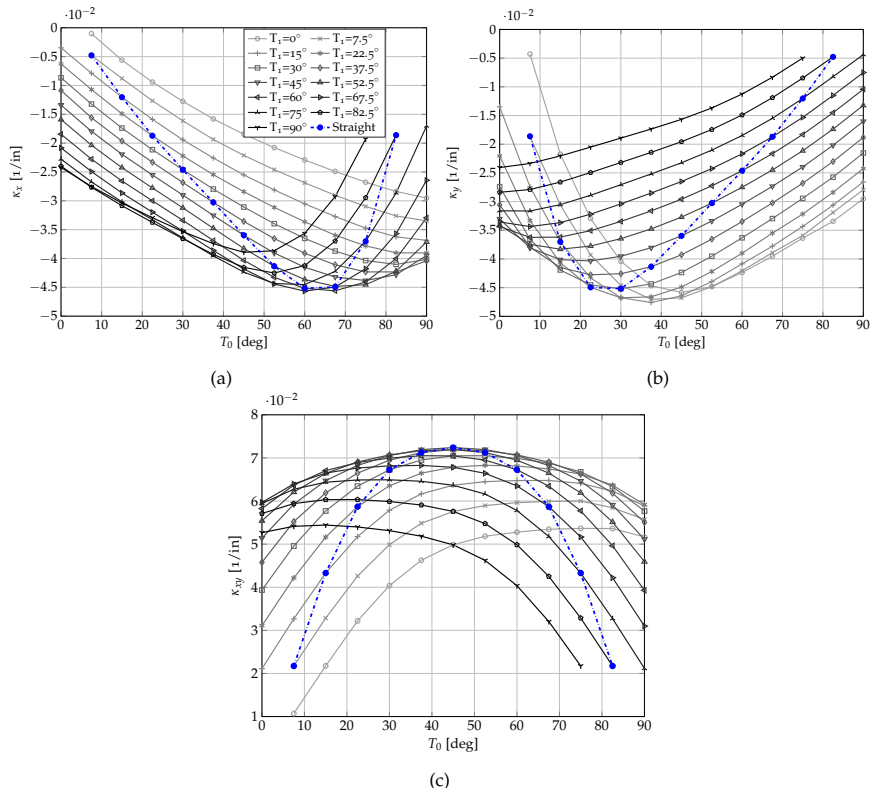 ·10⁻²
0
−0.5
−1
−1.5
−2
−2.5
−3
−3.5
−4
−4.5
−5
κx [1/in]
0 10 20 30 40 50 60 70 80 90
T₀ [deg]
T₁=0° T₁=7.5°
T₁=15° T₁=22.5°
T₁=30° T₁=37.5°
T₁=45° T₁=52.5°
T₁=60° T₁=67.5°
T₁=75° T₁=82.5°
T₁=90° Straight
(a)
·10⁻²
0
−0.5
−1
−1.5
−2
−2.5
−3
−3.5
−4
−4.5
−5
κy [1/in]
0 10 20 30 40 50 60 70 80 90
T₀ [deg]
(b)
·10⁻²
8
7
6
5
4
3
2
1
κxy [1/in]
0 10 20 30 40 50 60 70 80 90
T₀ [deg]
(c)